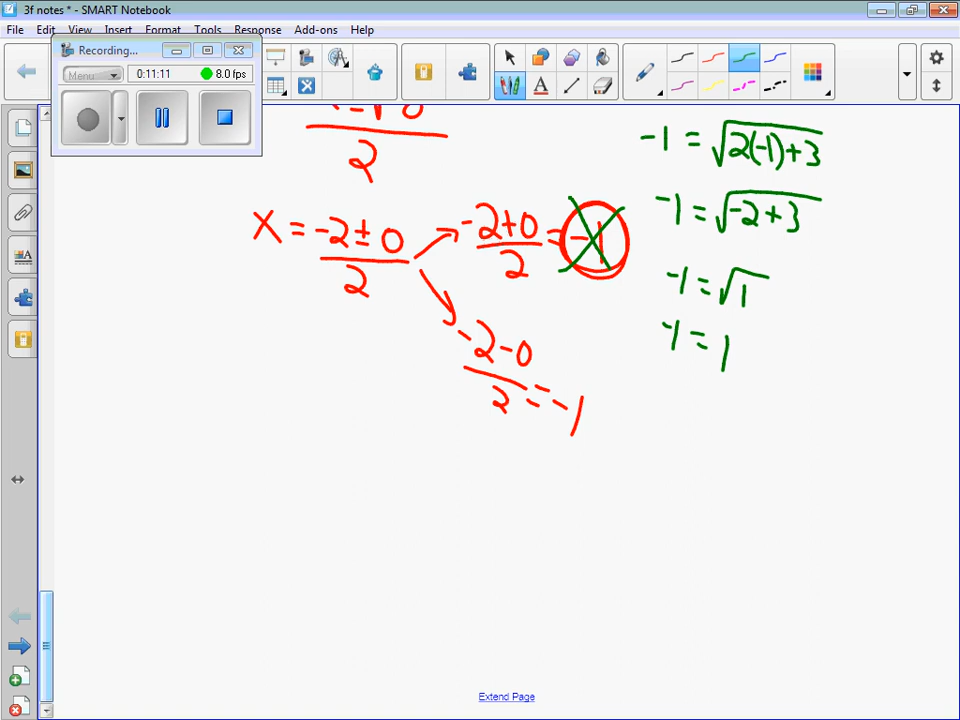 3f notes * - SMART Notebook
File Edit View Insert Format Tools Response Add-ons Help
Recording...
Menu 0:11:11 8.0 fps
2
x = -2 ± 0 / 2
-2+0 / 2 = -1
-2-0 / 2 = -1
-1 = √2(-1)+3
-1 = √-2+3
-1 = √1
-1 = 1
Extend Page